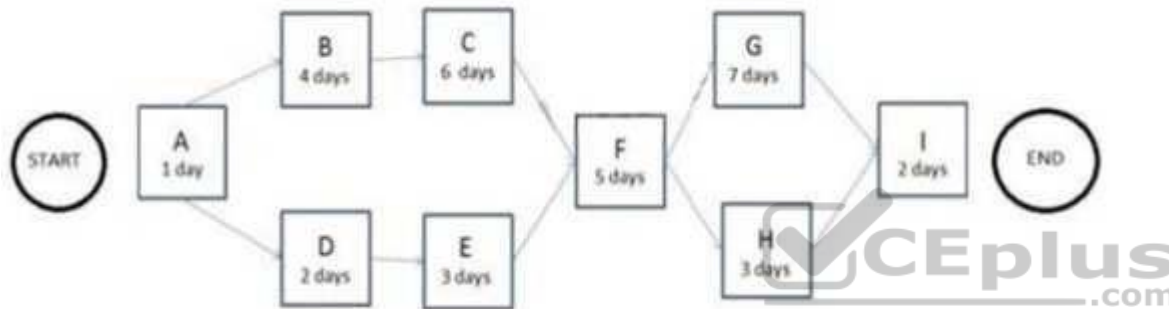 START
A
1 day
B
4 days
C
6 days
D
2 days
E
3 days
F
5 days
G
7 days
H
3 days
I
2 days
END
CEplus
.com